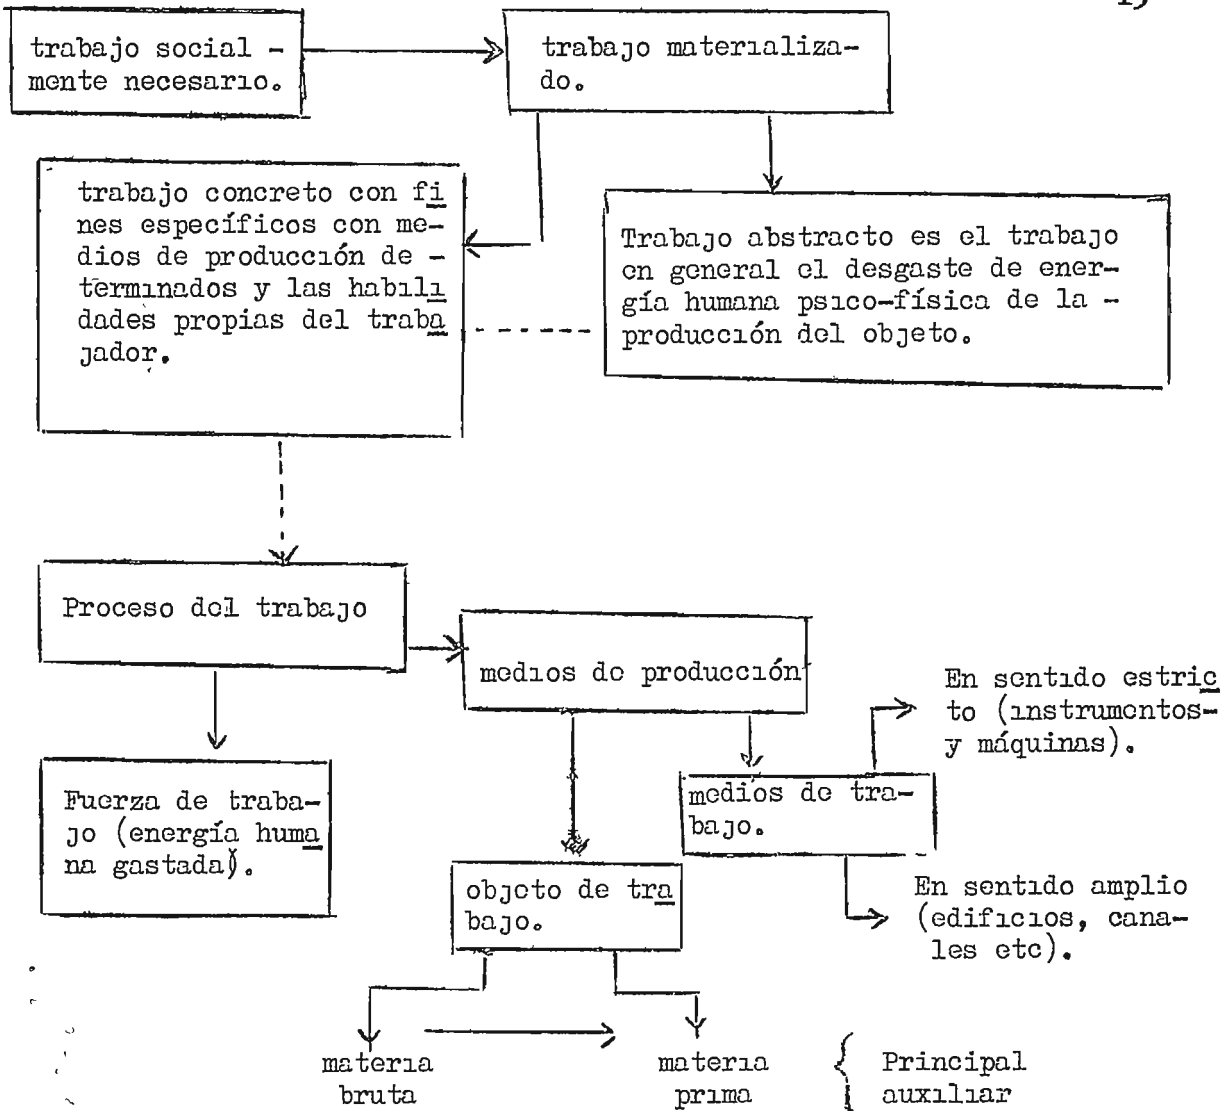 trabajo social -
mente necesario.
trabajo materializa-
do.
trabajo concreto con fi
nes específicos con me-
dios de producción de -
terminados y las habili
dades propias del traba
jador.
Trabajo abstracto es el trabajo
en general el desgaste de ener-
gía humana psico-física de la -
producción del objeto.
Proceso del trabajo
medios de producción
En sentido estric
to (instrumentos-
y máquinas).
Fuerza de traba-
jo (energía huma
na gastada).
medios de tra-
bajo.
objeto de tra
bajo.
En sentido amplio
(edificios, cana-
les etc).
materia
bruta
materia
prima
Principal
auxiliar